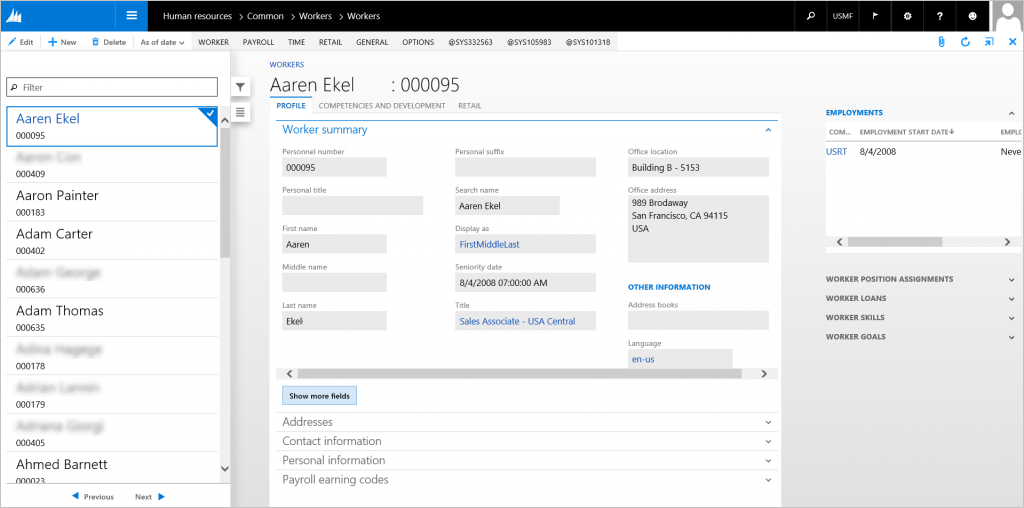 Human resources > Common > Workers > Workers
USMF
?
Edit
+ New
Delete
As of date
WORKER
PAYROLL
TIME
RETAIL
GENERAL
OPTIONS
@SYS332563
@SYS105983
@SYS101318
Filter
Aaren Ekel
000095
000409
Aaron Painter
000183
Adam Carter
000402
000636
Adam Thomas
000635
000178
000179
000405
Ahmed Barnett
000023
Previous
Next
WORKERS
Aaren Ekel : 000095
PROFILE
COMPETENCIES AND DEVELOPMENT
RETAIL
Worker summary
Personnel number
000095
Personal title
First name
Aaren
Middle name
Last name
Ekel
Personal suffix
Search name
Aaren Ekel
Display as
FirstMiddleLast
Seniority date
8/4/2008 07:00:00 AM
Title
Sales Associate - USA Central
Office location
Building B - 5153
Office address
989 Brodaway
San Francisco, CA 94115
USA
OTHER INFORMATION
Address books
Language
en-us
Show more fields
Addresses
Contact information
Personal information
Payroll earning codes
EMPLOYMENTS
COM... EMPLOYMENT START DATE EMPLO
USRT 8/4/2008 Neve
WORKER POSITION ASSIGNMENTS
WORKER LOANS
WORKER SKILLS
WORKER GOALS